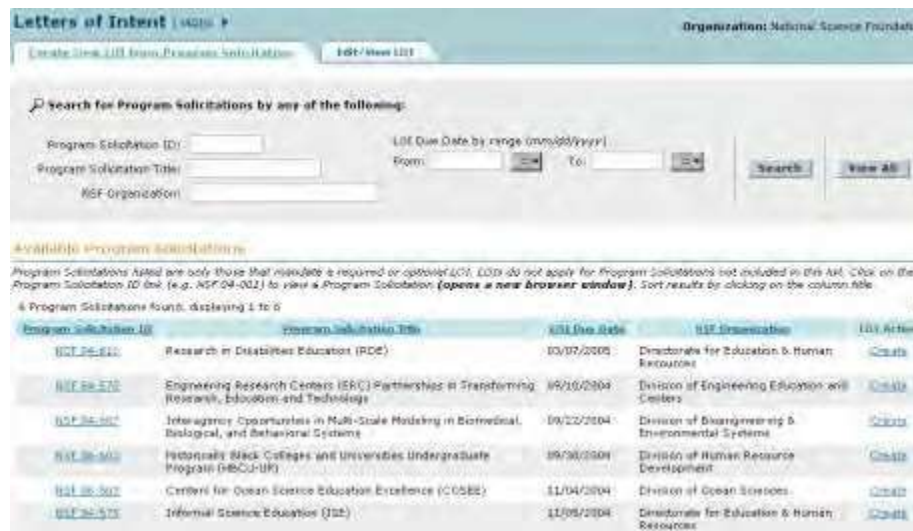 Letters of Intent
Organization: National Science Foundation
Create New LOI from Program Solicitation Edit/View LOI
Search for Program Solicitations by any of the following:
Program Solicitation ID: LOI Due Date by range (mm/dd/yyyy)
Program Solicitation Title: From: To: Search View All
NSF Organization:
Available Program Solicitations
Program Solicitations listed are only those that mandate a required or optional LOI. LOIs do not apply for Program Solicitations not included in this list. Click on the
Program Solicitation ID link (e.g. NSF 04-002) to view a Program Solicitation (opens a new browser window). Sort results by clicking on the column title
6 Program Solicitations found, displaying 1 to 6
Program Solicitation ID Program Solicitation Title LOI Due Date NSF Organization LOI Action
Research in Disabilities Education (RDE) 03/07/2005 Directorate for Education & Human Create
Resources
NSF 04-570 Engineering Research Centers (ERC) Partnerships in Transforming 09/10/2004 Division of Engineering Education and Create
Research, Education and Technology Centers
Interagency Opportunities in Multi-Scale Modeling in Biomedical, 09/22/2004 Division of Bioengineering & Create
Biological, and Behavioral Systems Environmental Systems
Historically Black Colleges and Universities Undergraduate 09/30/2004 Division of Human Resource Create
Program (HBCU-UP) Development
Centers for Ocean Science Education Excellence (COSEE) 11/04/2004 Division of Ocean Sciences Create
NSF 04-579 Informal Science Education (ISE) 11/05/2004 Directorate for Education & Human Create
Resources